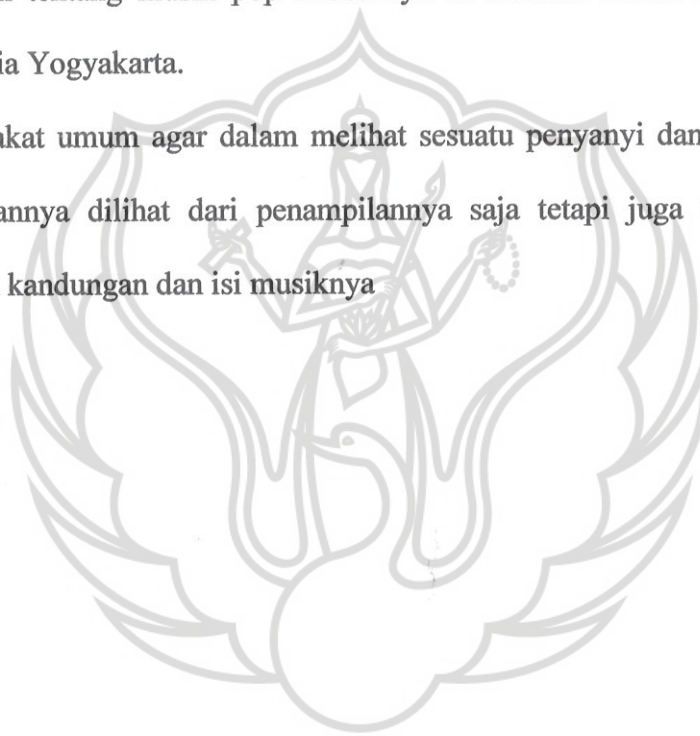 tentang
ia Yogyakarta.
akat umum agar dalam melihat sesuatu penyanyi dan
annya dilihat dari penampilannya saja tetapi juga
kandungan dan isi musiknya